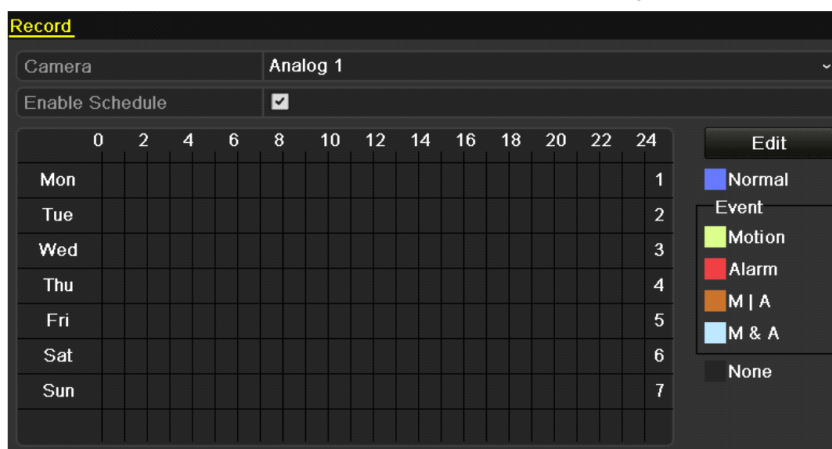 Record
Camera Analog 1
Enable Schedule
0 2 4 6 8 10 12 14 16 18 20 22 24 Edit
Mon 1 Normal
Event
Tue 2
Motion
Wed 3
Alarm
Thu 4
M | A
Fri 5
M & A
Sat 6
None
Sun 7